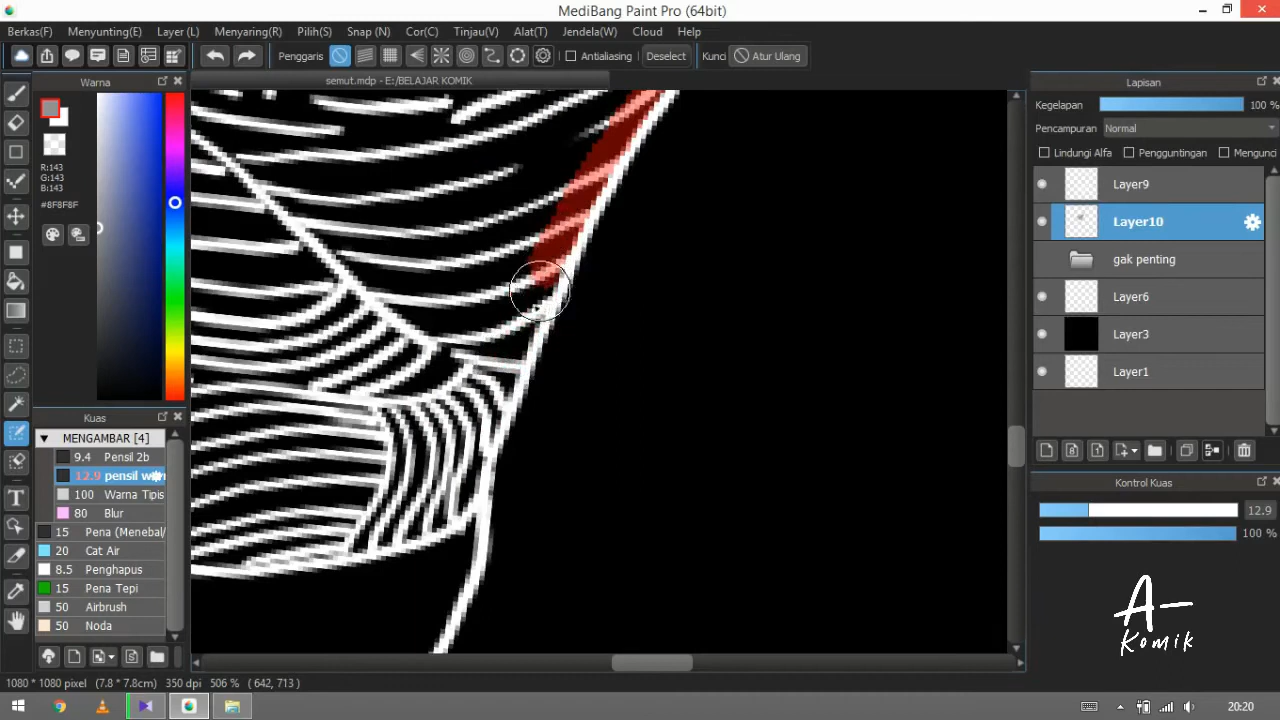 MediBang Paint Pro (64bit)
Berkas(F) Menyunting(E) Layer (L) Menyaring(R) Pilih(S) Snap (N) Cor(C) Tinjau(V) Alat(T) Jendela(W) Cloud Help
Penggaris Antialiasing Deselect Kunci Atur Ulang
Warna
semut.mdp - E:/BELAJAR KOMIK
Lapisan
R:143
G:143
B:143
#8F8F8F
Kegelapan 100 %
Pencampuran Normal
Lindungi Alfa Pengguntingan Mengunci
Layer9
Layer10
gak penting
Layer6
Layer3
Layer1
Kuas
MENGAMBAR [4]
9.4 Pensil 2b
12.9 pensil
100 Warna Tipis
80 Blur
15 Pena (Menebal/
20 Cat Air
8.5 Penghapus
15 Pena Tepi
50 Airbrush
50 Noda
Kontrol Kuas
12.9
100 %
A-
Komik
1080 * 1080 pixel (7.8 * 7.8cm) 350 dpi 506 % ( 642, 713 )
20:20